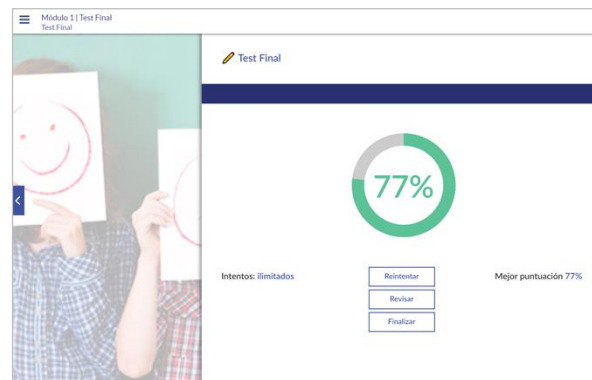 Módulo 1 | Test Final
Test Final
Test Final
77%
Intentos: ilimitados
Reintentar
Mejor puntuación 77%
Revisar
Finalizar